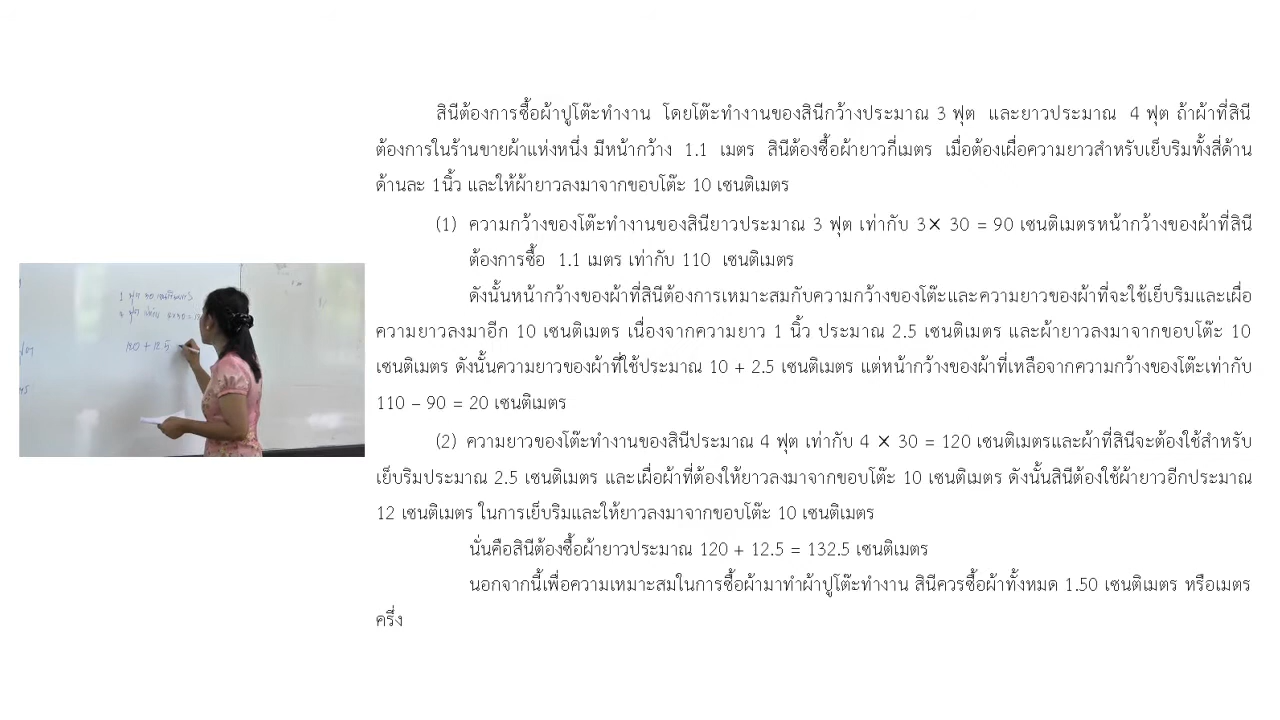 สินีต้องการซื้อผ้าปูโต๊ะทำงาน โดยโต๊ะทำงานของสินีกว้างประมาณ 3 ฟุต และยาวประมาณ 4 ฟุต ถ้าผ้าที่สินี
ต้องการในร้านขายผ้าแห่งหนึ่ง มีหน้ากว้าง 1.1 เมตร สินีต้องซื้อผ้ายาวกี่เมตร เมื่อต้องเผื่อความยาวสำหรับเย็บริมทั้งสี่ด้าน
ด้านละ 1นิ้ว และให้ผ้ายาวลงมาจากขอบโต๊ะ 10 เซนติเมตร
(1) ความกว้างของโต๊ะทำงานของสินียาวประมาณ 3 ฟุต เท่ากับ 3× 30 = 90 เซนติเมตรหน้ากว้างของผ้าที่สินี
ต้องการซื้อ 1.1 เมตร เท่ากับ 110 เซนติเมตร
ดังนั้นหน้ากว้างของผ้าที่สินีต้องการเหมาะสมกับความกว้างของโต๊ะและความยาวของผ้าที่จะใช้เย็บริมและเผื่อ
ความยาวลงมาอีก 10 เซนติเมตร เนื่องจากความยาว 1 นิ้ว ประมาณ 2.5 เซนติเมตร และผ้ายาวลงมาจากขอบโต๊ะ 10
เซนติเมตร ดังนั้นความยาวของผ้าที่ใช้ประมาณ 10 + 2.5 เซนติเมตร แต่หน้ากว้างของผ้าที่เหลือจากความกว้างของโต๊ะเท่ากับ
110 – 90 = 20 เซนติเมตร
(2) ความยาวของโต๊ะทำงานของสินีประมาณ 4 ฟุต เท่ากับ 4 × 30 = 120 เซนติเมตรและผ้าที่สินีจะต้องใช้สำหรับ
เย็บริมประมาณ 2.5 เซนติเมตร และเผื่อผ้าที่ต้องให้ยาวลงมาจากขอบโต๊ะ 10 เซนติเมตร ดังนั้นสินีต้องใช้ผ้ายาวอีกประมาณ
12 เซนติเมตร ในการเย็บริมและให้ยาวลงมาจากขอบโต๊ะ 10 เซนติเมตร
นั่นคือสินีต้องซื้อผ้ายาวประมาณ 120 + 12.5 = 132.5 เซนติเมตร
นอกจากนี้เพื่อความเหมาะสมในการซื้อผ้ามาทำผ้าปูโต๊ะทำงาน สินีควรซื้อผ้าทั้งหมด 1.50 เซนติเมตร หรือเมตร
ครึ่ง
120 + 12.5